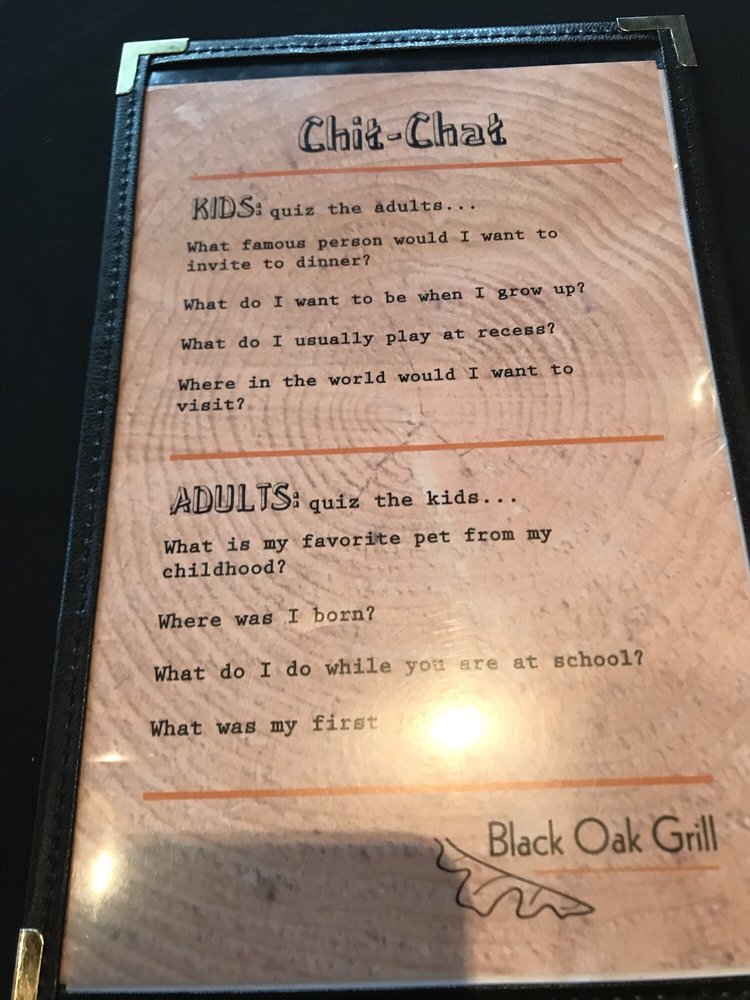 Chit-Chat
KIDS: quiz the adults...
What famous person would I want to
invite to dinner?
What do I want to be when I grow up?
What do I usually play at recess?
Where in the world would I want to
visit?
ADULTS: quiz the kids...
What is my favorite pet from my
childhood?
Where was I born?
What do I do while you are at school?
What was my first
Black Oak Grill